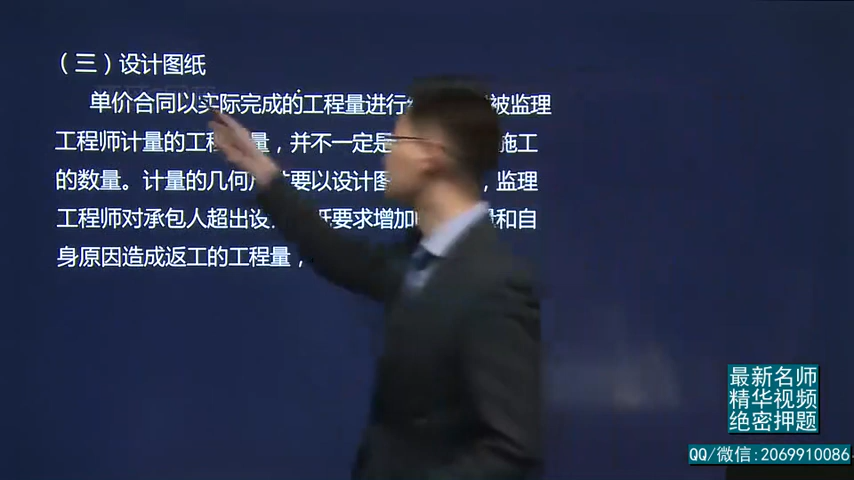 （三）设计图纸
单价合同以实际完成的工程量进行 被监理
工程师计量的工 量，并不一定是 施工
的数量。计量的几何 要以设计图 ，监理
工程师对承包人超出设 要求增加 和自
身原因造成返工的工程量，
最新名师
精华视频
绝密押题
QQ/微信:2069910086